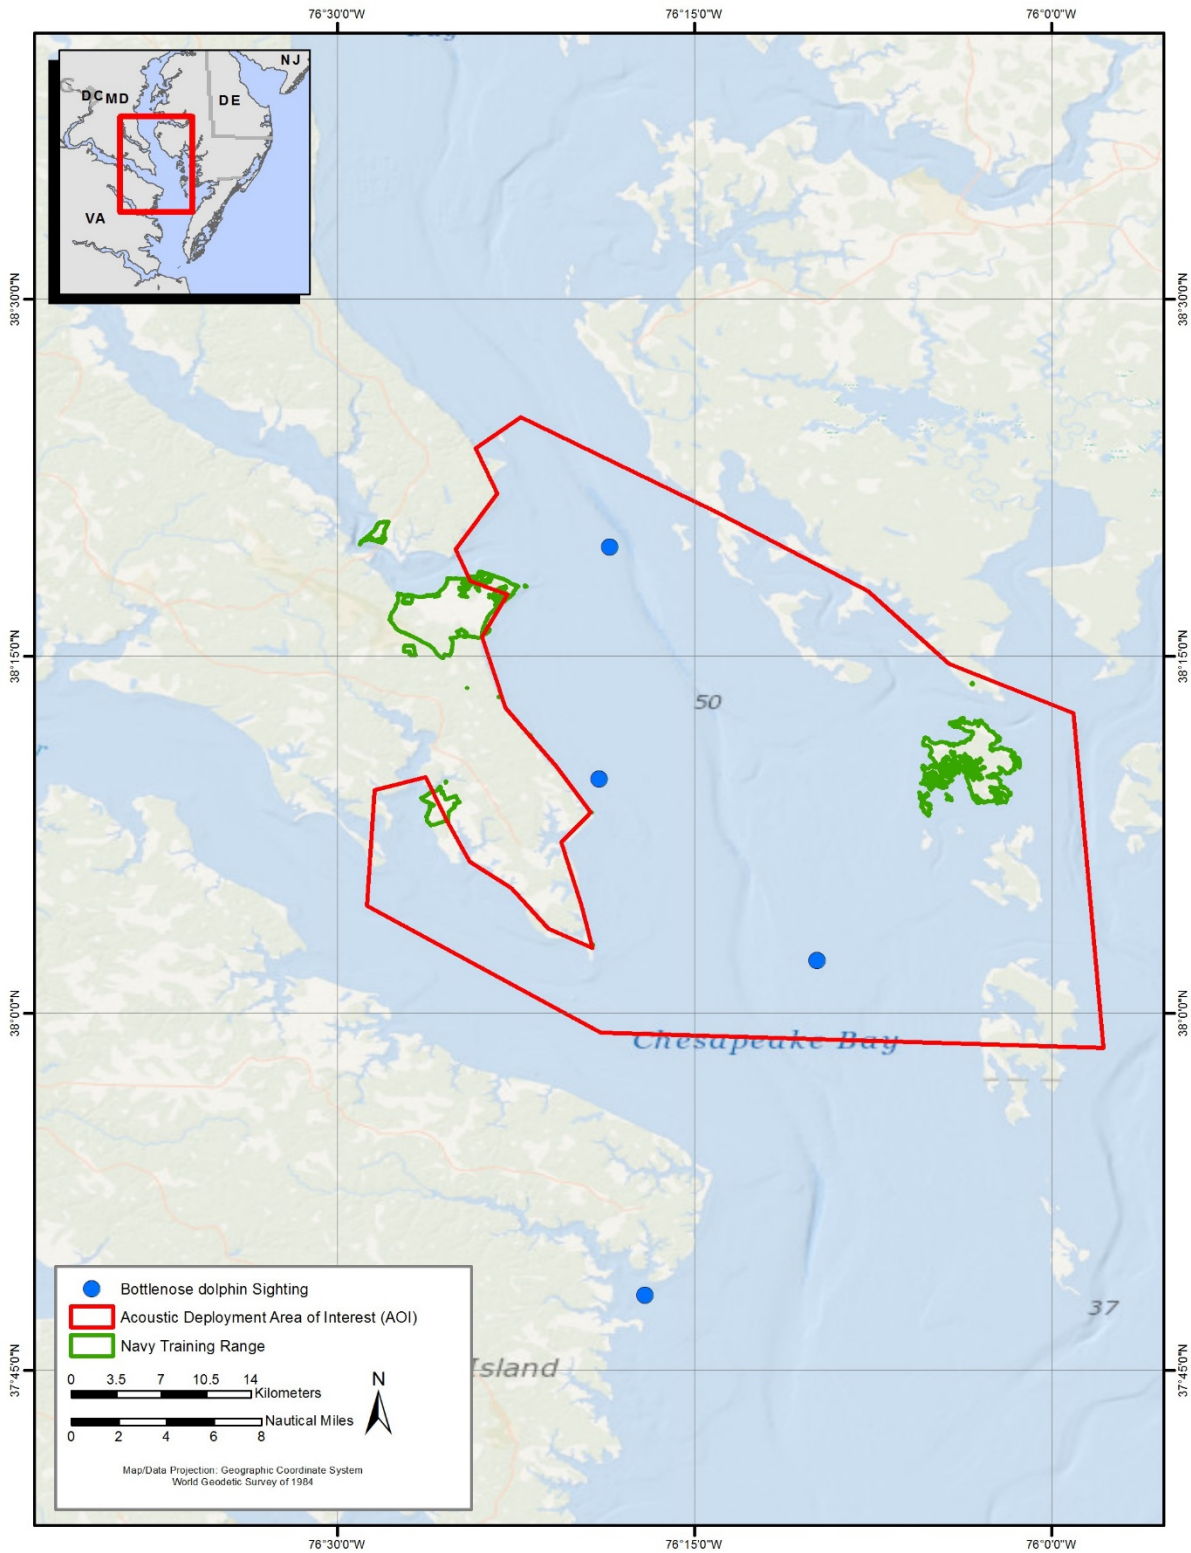 76°30'0"W
76°15'0"W
76°0'0"W
Bay
NJ
DC MD
DE
VA
38°30'0"N
38°30'0"N
38°15'0"N
38°15'0"N
50
38°0'0"N
38°0'0"N
Chesapeake Bay
37
Island
37°45'0"N
37°45'0"N
Bottlenose dolphin Sighting
Acoustic Deployment Area of Interest (AOI)
Navy Training Range
0 3.5 7 10.5 14
Kilometers
N
Nautical Miles
0 2 4 6 8
Map/Data Projection: Geographic Coordinate System
World Geodetic Survey of 1984
76°30'0"W
76°15'0"W
76°0'0"W